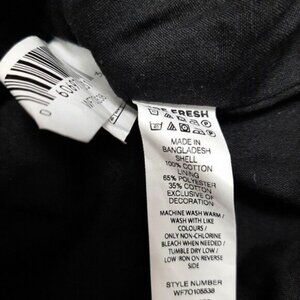 FRESH
MADE IN
BANGLADESH
SHELL
100% COTTON
LINING
65% POLYESTER
35% COTTON
EXCLUSIVE OF
DECORATION
MACHINE WASH WARM /
WASH WITH LIKE
COLOURS /
ONLY NON-CHLORINE
BLEACH WHEN NEEDED /
TUMBLE DRY LOW /
LOW IRON ON REVERSE
SIDE
STYLE NUMBER
WF7O105538